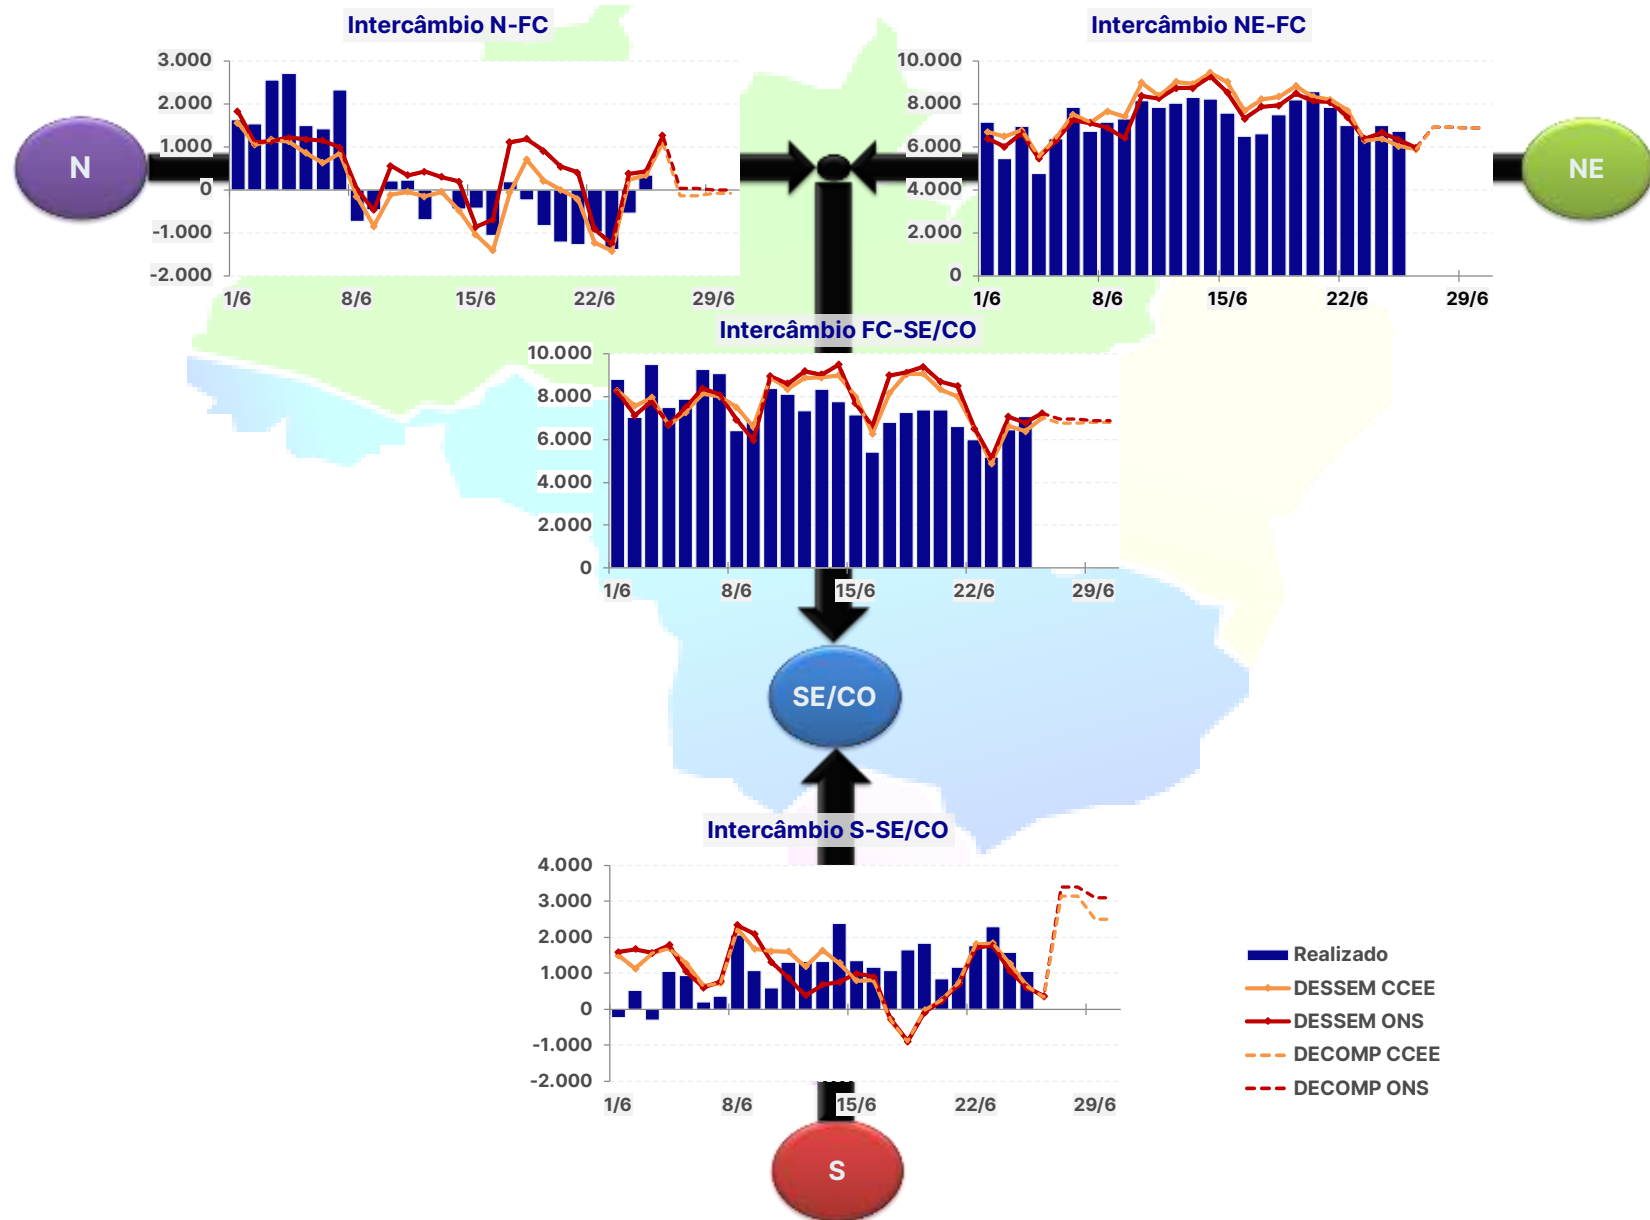 Intercâmbio N-FC
3.000
2.000
1.000
0
-1.000
-2.000
1/6 8/6 15/6 22/6 29/6
Intercâmbio NE-FC
10.000
8.000
6.000
4.000
2.000
0
1/6 8/6 15/6 22/6 29/6
N
NE
Intercâmbio FC-SE/CO
10.000
8.000
6.000
4.000
2.000
0
1/6 8/6 15/6 22/6 29/6
SE/CO
Intercâmbio S-SE/CO
4.000
3.000
2.000
1.000
0
-1.000
-2.000
1/6 8/6 15/6 22/6 29/6
Realizado
DESSEM CCEE
DESSEM ONS
DECOMP CCEE
DECOMP ONS
S